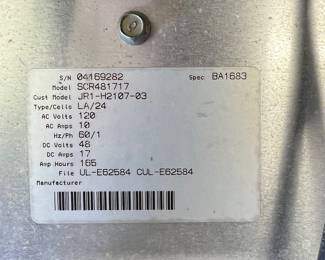 S/N 04169282 Spec BA1683
Model SCR481717
Cust Model JR1-H2107-03
Type/Cells LA/24
AC Volts 120
AC Amps 10
Hz/Ph 60/1
DC Volts 48
DC Amps 17
Amp Hours 165
File UL-E62584 CUL-E62584
Manufacturer